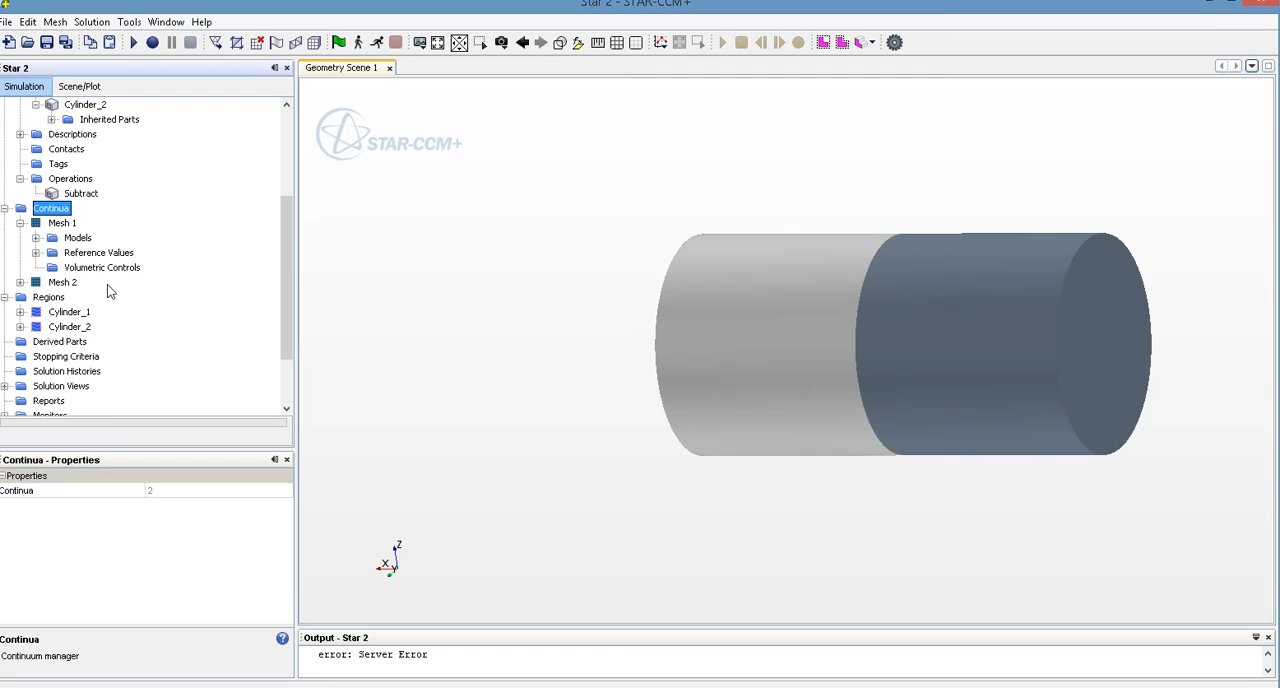 Star 2 - STAR-CCM+
File Edit Mesh Solution Tools Window Help
Star 2
Geometry Scene 1
Simulation Scene/Plot
Cylinder_2
Inherited Parts
Descriptions
Contacts
Tags
Operations
Subtract
Continua
Mesh 1
Models
Reference Values
Volumetric Controls
Mesh 2
Regions
Cylinder_1
Cylinder_2
Derived Parts
Stopping Criteria
Solution Histories
Solution Views
Reports
Monitors
STAR-CCM+
Z
X
Y
Continua - Properties
Properties
Continua 2
Continua
Continuum manager
Output - Star 2
error: Server Error